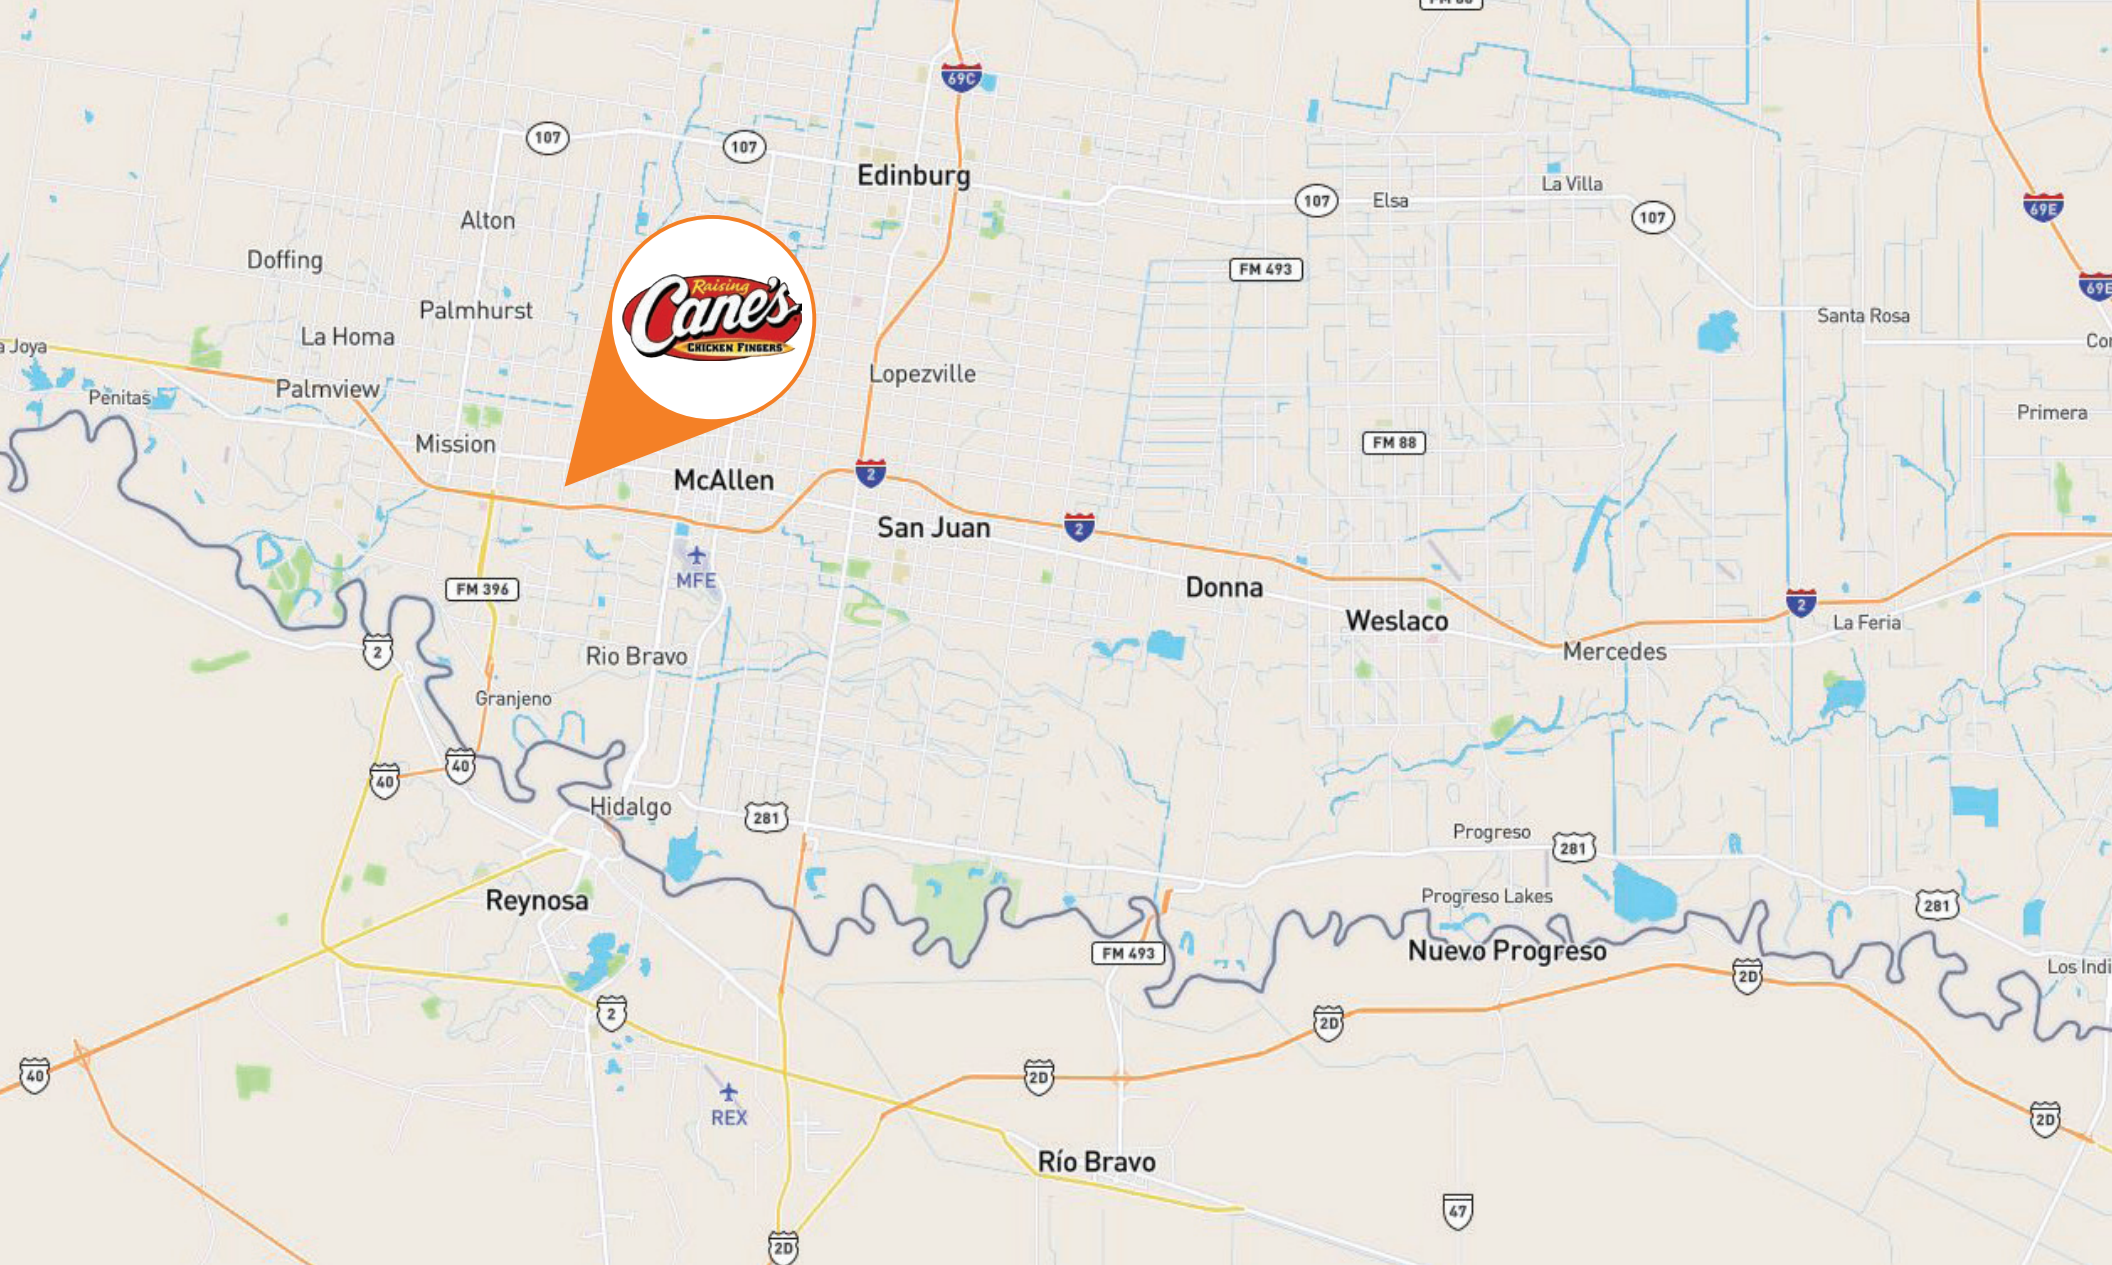 69C
107
107
Edinburg
La Villa
Elsa
107
107
69E
Alton
Doffing
FM 493
69E
Raising
Cane's
CHICKEN FINGERS
Palmhurst
La Homa
Santa Rosa
a Joya
Lopezville
Palmview
Penitas
Primera
Mission
FM 88
McAllen
2
San Juan
2
MFE
FM 396
Donna
2
Weslaco
La Feria
2
Rio Bravo
Mercedes
Granjeno
40
40
Hidalgo
281
Progreso
281
Reynosa
Progreso Lakes
281
FM 493
Nuevo Progreso
Los Indi
2D
2
2D
40
2D
REX
2D
Río Bravo
47
2D